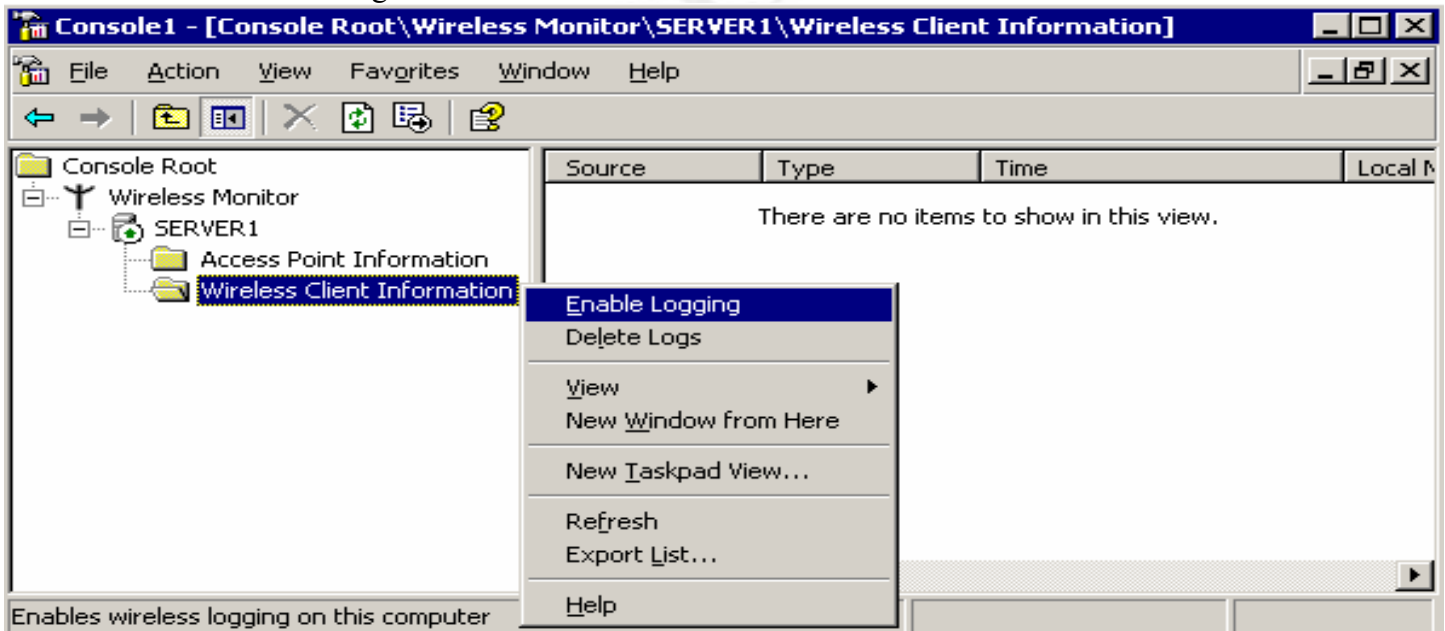 Console1 - [Console Root\Wireless Monitor\SERVER1\Wireless Client Information]
File Action View Favorites Window Help
Console Root
Wireless Monitor
SERVER1
Access Point Information
Wireless Client Information
Source Type Time Local
There are no items to show in this view.
Enable Logging
Delete Logs
View
New Window from Here
New Taskpad View...
Refresh
Export List...
Help
Enables wireless logging on this computer